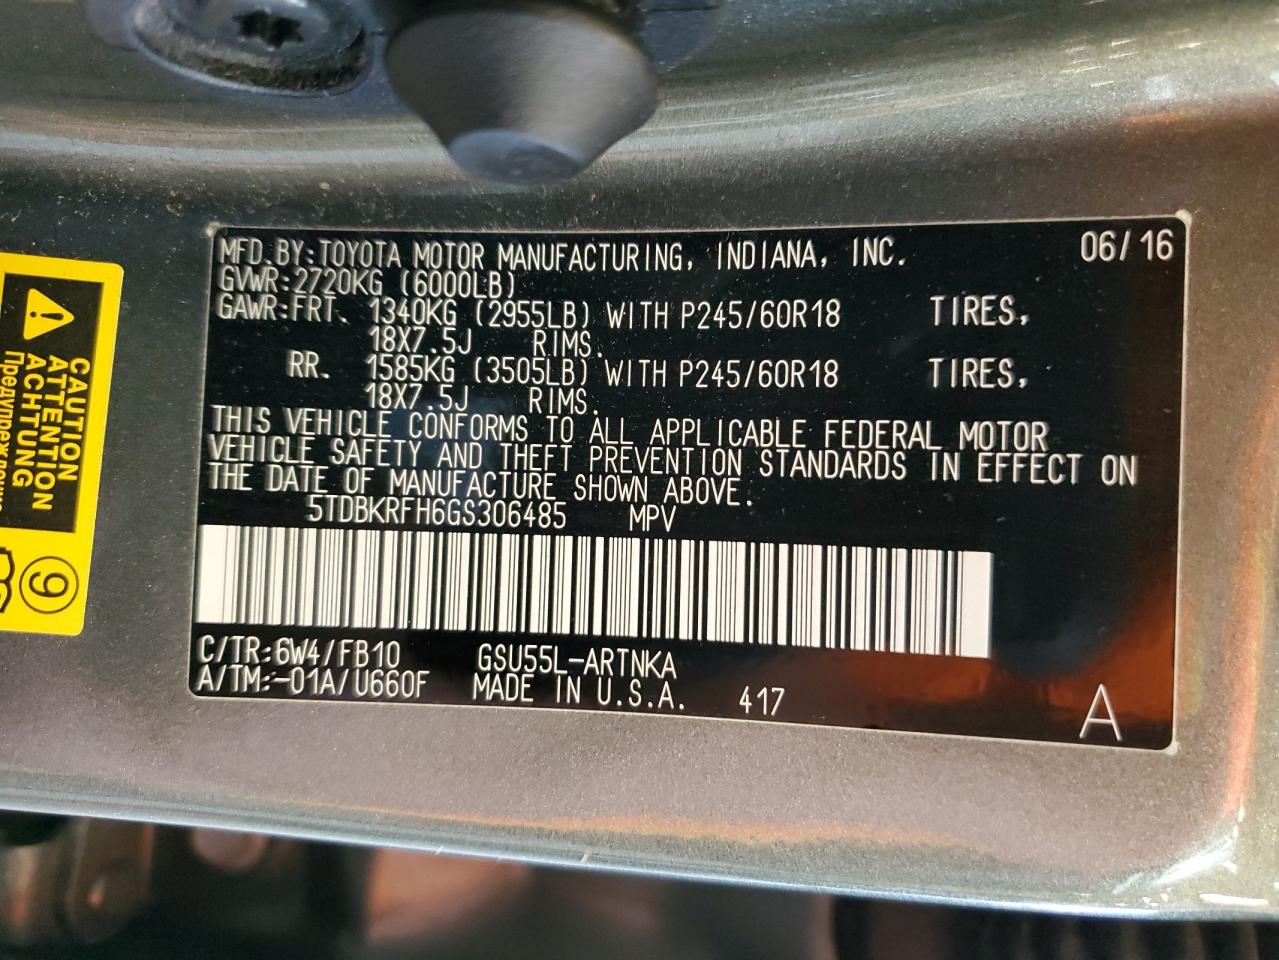 MFD.BY:TOYOTA MOTOR MANUFACTURING, INDIANA, INC. 06/16
GVWR:2720KG (6000LB)
GAWR:FRT. 1340KG (2955LB) WITH P245/60R18 TIRES,
18X7.5J RIMS.
RR. 1585KG (3505LB) WITH P245/60R18 TIRES,
18X7.5J RIMS.
THIS VEHICLE CONFORMS TO ALL APPLICABLE FEDERAL MOTOR
VEHICLE SAFETY AND THEFT PREVENTION STANDARDS IN EFFECT ON
THE DATE OF MANUFACTURE SHOWN ABOVE.
5TDBKRFH6GS306485 MPV
C/TR:6W4/FB10 GSU55L-ARTNKA
A/TM:-01A/U660F MADE IN U.S.A. 417 A
CAUTION
ATTENTION
ACHTUNG
9